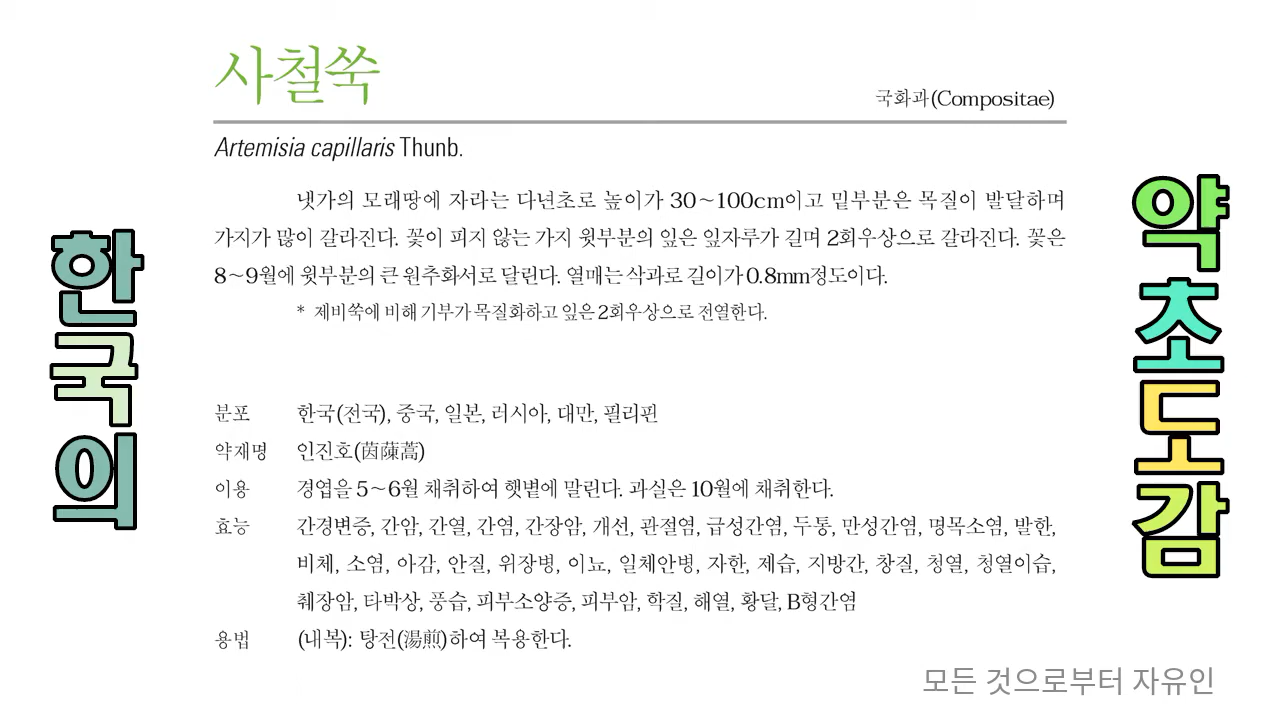 사철쑥
국화과(Compositae)
Artemisia capillaris Thunb.
냇가의 모래땅에 자라는 다년초로 높이가 30~100cm이고 밑부분은 목질이 발달하며
가지가 많이 갈라진다. 꽃이 피지 않는 가지 윗부분의 잎은 잎자루가 길며 2회우상으로 갈라진다. 꽃은
8~9월에 윗부분의 큰 원추화서로 달린다. 열매는 삭과로 길이가 0.8mm정도이다.
* 제비쑥에 비해 기부가 목질화하고 잎은 2회우상으로 전열한다.
분포 한국(전국), 중국, 일본, 러시아, 대만, 필리핀
약재명 인진호(茵蔯蒿)
이용 경엽을 5~6월 채취하여 햇볕에 말린다. 과실은 10월에 채취한다.
효능 간경변증, 간암, 간열, 간염, 간장암, 개선, 관절염, 급성간염, 두통, 만성간염, 명목소염, 발한,
비체, 소염, 아감, 안질, 위장병, 이뇨, 일체안병, 자한, 제습, 지방간, 창질, 청열, 청열이습,
췌장암, 타박상, 풍습, 피부소양증, 피부암, 학질, 해열, 황달, B형간염
용법 (내복): 탕전(湯煎)하여 복용한다.
한국의
약초도감
모든 것으로부터 자유인